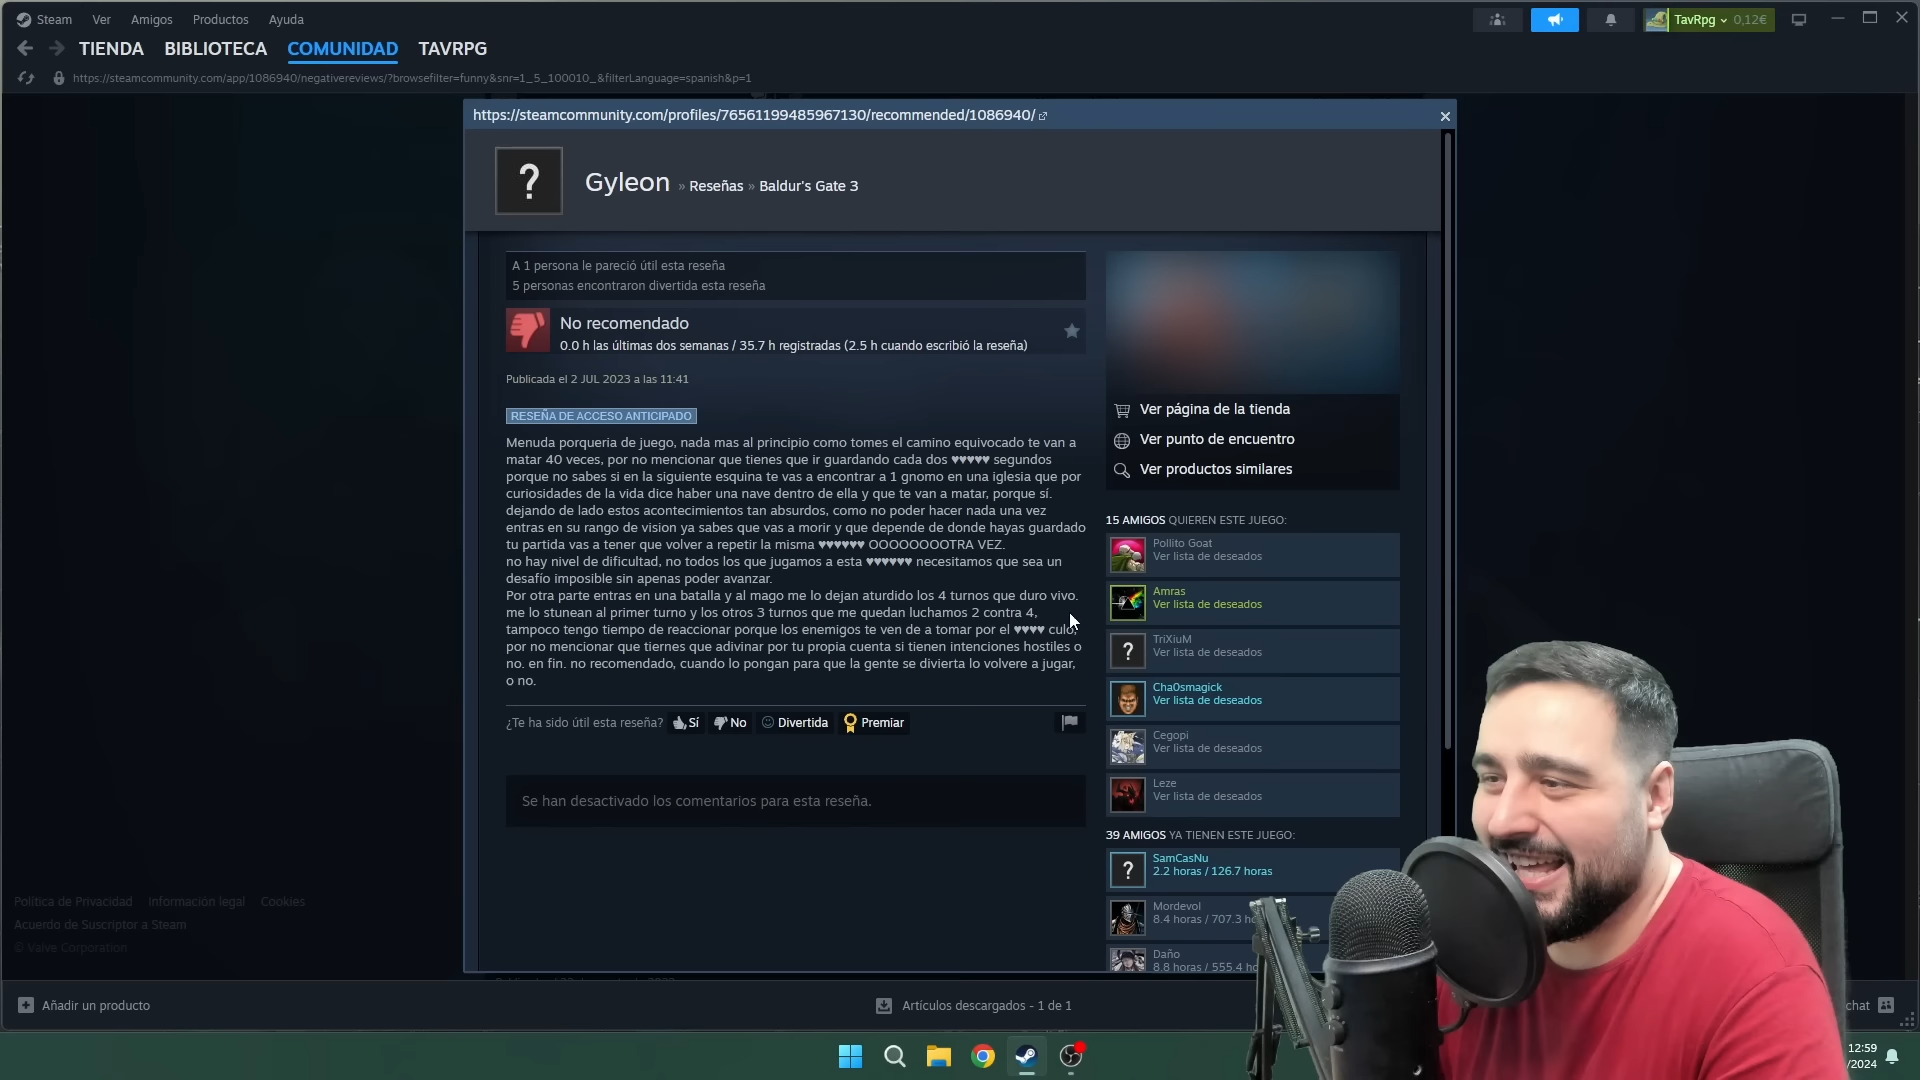 Steam Ver Amigos Productos Ayuda
TavRpg 0,12€
TIENDA BIBLIOTECA COMUNIDAD TAVRPG
https://steamcommunity.com/app/1086940/negativereviews/?browsefilter=funny&snr=1_5_100010_&filterLanguage=spanish&p=1
https://steamcommunity.com/profiles/76561199485967130/recommended/1086940/
Gyleon » Reseñas » Baldur's Gate 3
A 1 persona le pareció útil esta reseña
5 personas encontraron divertida esta reseña
No recomendado
0.0 h las últimas dos semanas / 35.7 h registradas (2.5 h cuando escribió la reseña)
Publicada el 2 JUL 2023 a las 11:41
RESEÑA DE ACCESO ANTICIPADO
Menuda porqueria de juego, nada mas al principio como tomes el camino equivocado te van a
matar 40 veces, por no mencionar que tienes que ir guardando cada dos ♥♥♥♥♥ segundos
porque no sabes si en la siguiente esquina te vas a encontrar a 1 gnomo en una iglesia que por
curiosidades de la vida dice haber una nave dentro de ella y que te van a matar, porque sí.
dejando de lado estos acontecimientos tan absurdos, como no poder hacer nada una vez
entras en su rango de vision ya sabes que vas a morir y que depende de donde hayas guardado
tu partida vas a tener que volver a repetir la misma ♥♥♥♥♥♥ OOOOOOOOTRA VEZ.
no hay nivel de dificultad, no todos los que jugamos a esta ♥♥♥♥♥♥ necesitamos que sea un
desafío imposible sin apenas poder avanzar.
Por otra parte entras en una batalla y al mago me lo dejan aturdido los 4 turnos que duro vivo.
me lo stunean al primer turno y los otros 3 turnos que me quedan luchamos 2 contra 4,
tampoco tengo tiempo de reaccionar porque los enemigos te ven de a tomar por el ♥♥♥♥ culo,
por no mencionar que tiernes que adivinar por tu propia cuenta si tienen intenciones hostiles o
no. en fin. no recomendado, cuando lo pongan para que la gente se divierta lo volvere a jugar,
o no.
¿Te ha sido útil esta reseña? Sí No Divertida Premiar
Se han desactivado los comentarios para esta reseña.
Ver página de la tienda
Ver punto de encuentro
Ver productos similares
15 AMIGOS QUIEREN ESTE JUEGO:
Pollito Goat
Ver lista de deseados
Amras
Ver lista de deseados
TriXiuM
Ver lista de deseados
Cha0smagick
Ver lista de deseados
Cegopi
Ver lista de deseados
Leze
Ver lista de deseados
39 AMIGOS YA TIENEN ESTE JUEGO:
SamCasNu
2.2 horas / 126.7 horas
Mordevol
8.4 horas / 707.3 ho
Daño
8.8 horas / 555.4 ho
Política de Privacidad Información legal Cookies
Acuerdo de Suscriptor a Steam
© Valve Corporation
Añadir un producto
Artículos descargados - 1 de 1
chat
12:59
/2024